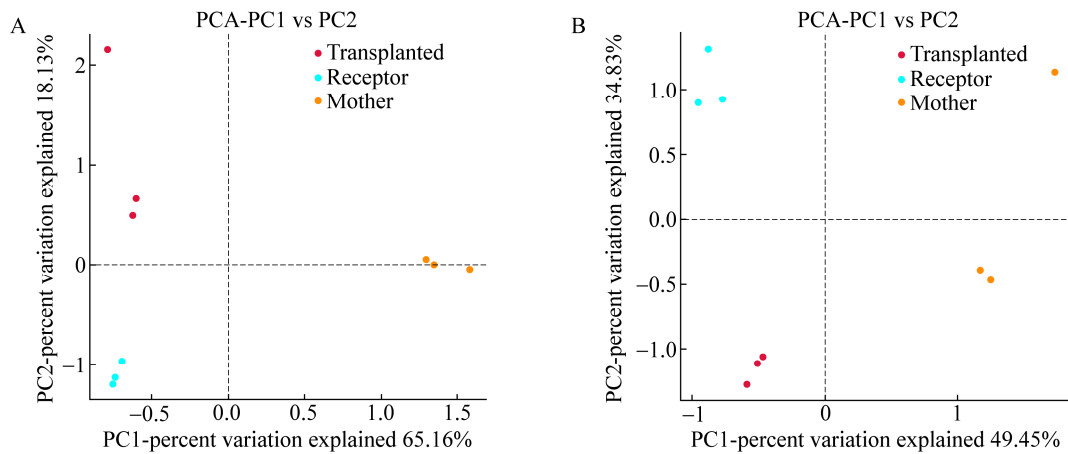 A
PCA-PC1 vs PC2
Transplanted
Receptor
Mother
PC2-percent variation explained 18.13%
2
1
0
−1
−0.5
0.0
0.5
1.0
1.5
PC1-percent variation explained 65.16%
B
PCA-PC1 vs PC2
Transplanted
Receptor
Mother
PC2-percent variation explained 34.83%
1.0
0.5
0.0
−0.5
−1.0
−1
0
1
PC1-percent variation explained 49.45%